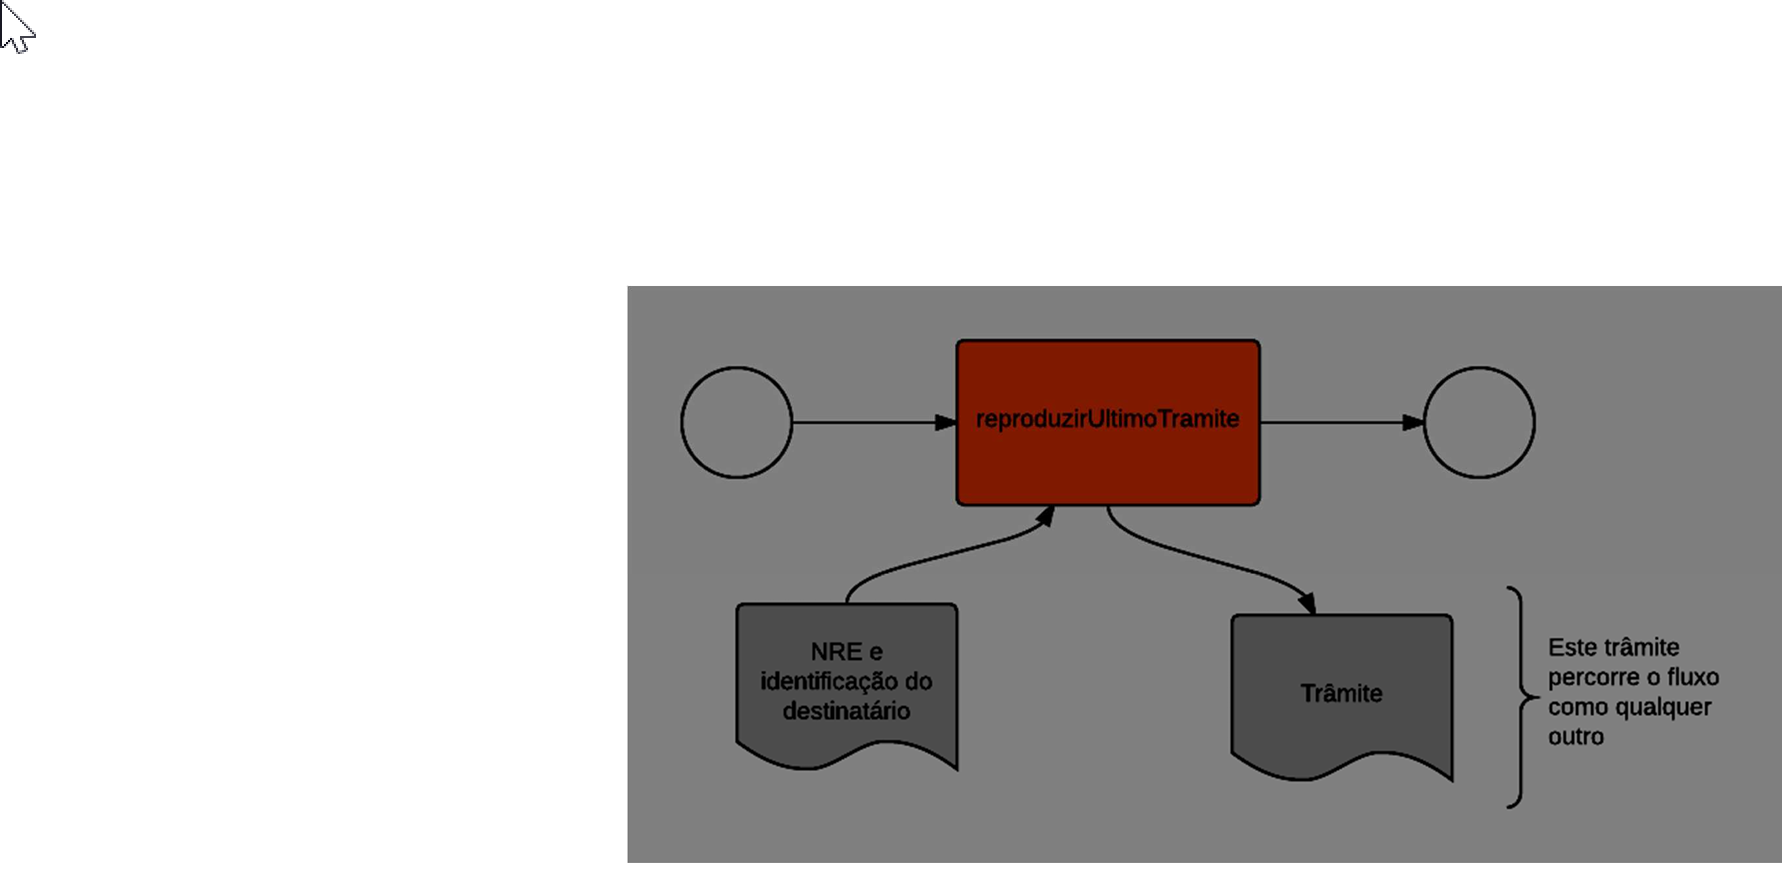 reproduzirUltimoTramite
NRE e
identificação do
destinatário
Trâmite
Este trâmite
percorre o fluxo
como qualquer
outro